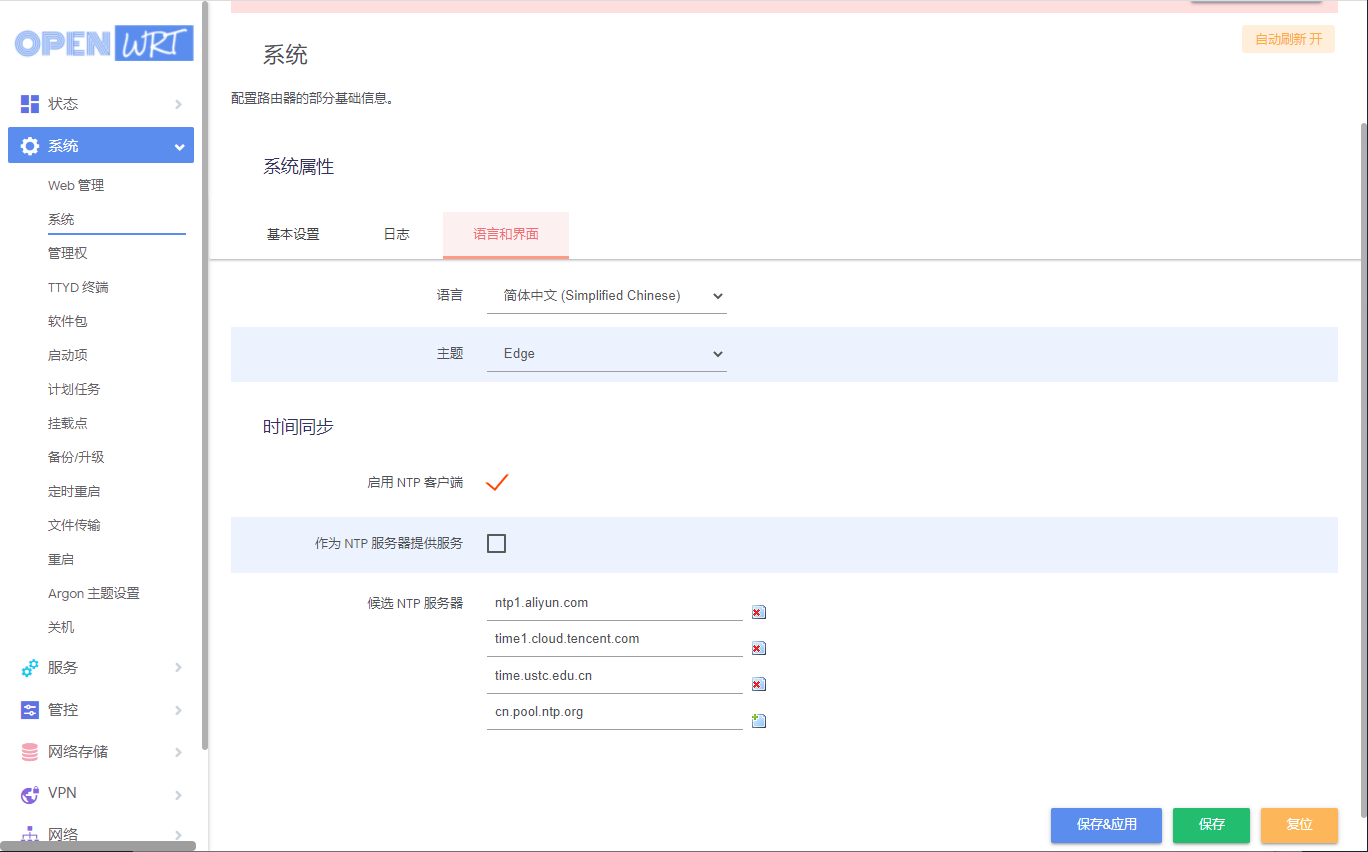 OPENWRT
状态
系统
Web 管理
系统
管理权
TTYD 终端
软件包
启动项
计划任务
挂载点
备份/升级
定时重启
文件传输
重启
Argon 主题设置
关机
服务
管控
网络存储
VPN
网络
自动刷新 开
系统
配置路由器的部分基础信息。
系统属性
基本设置 日志 语言和界面
语言 简体中文 (Simplified Chinese)
主题 Edge
时间同步
启用 NTP 客户端
作为 NTP 服务器提供服务
候选 NTP 服务器 ntp1.aliyun.com
time1.cloud.tencent.com
time.ustc.edu.cn
cn.pool.ntp.org
保存&应用 保存 复位